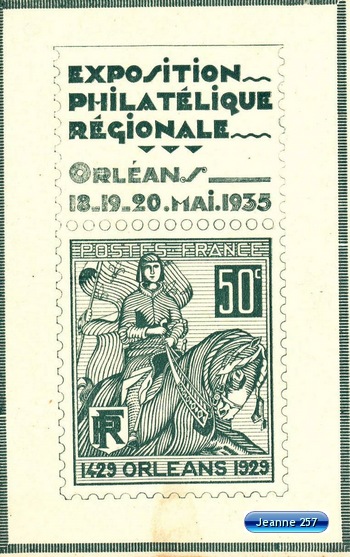 EXPOSITION
PHILATÉLIQUE
RÉGIONALE
ORLÉANS
18.19.20.MAI.1935
POSTES-FRANCE
50c
RF
1429 ORLEANS 1929
Jeanne 257